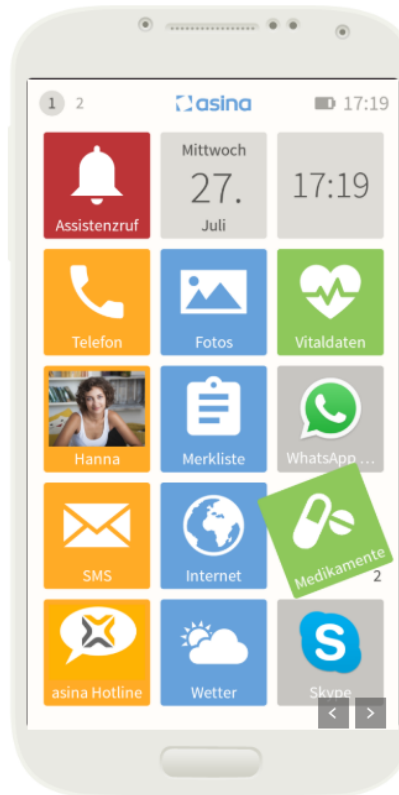 1 2 asina 17:19
Mittwoch
27.
Juli
17:19
Assistenzruf
Telefon Fotos Vitaldaten
Hanna Merkliste WhatsApp ...
SMS Internet Medikamente
2
asina Hotline Wetter Skype
S
< >